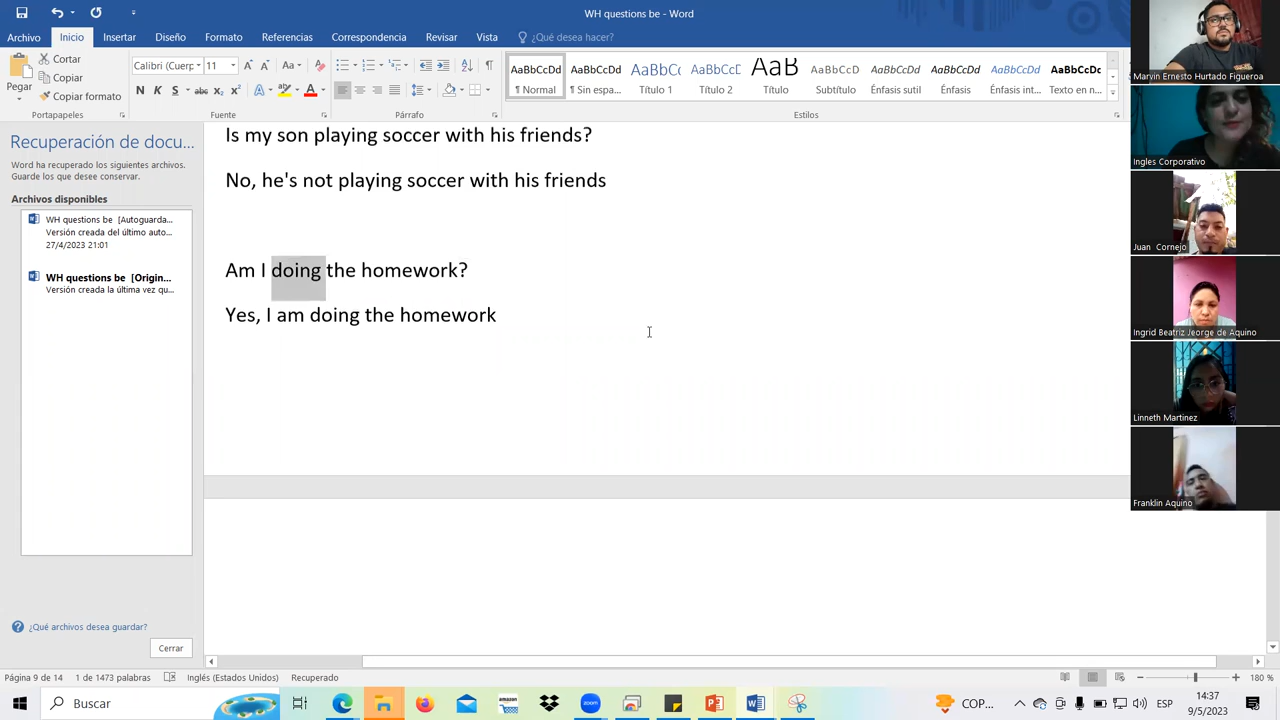 WH questions be - Word
Archivo
Inicio
Insertar
Diseño
Formato
Referencias
Correspondencia
Revisar
Vista
¿Qué desea hacer?
Pegar
Cortar
Copiar
Copiar formato
Portapapeles
Calibri (Cuerp
11
Fuente
Párrafo
AaBbCcDd
¶ Normal
AaBbCcDd
¶ Sin espa...
AaBbCc
Título 1
AaBbCcD
Título 2
AaB
Título
AaBbCcD
Subtítulo
AaBbCcDd
Énfasis sutil
AaBbCcDd
Énfasis
AaBbCcDd
Énfasis int...
AaBbCcDc
Texto en n...
Estilos
Recuperación de docu...
Word ha recuperado los siguientes archivos.
Guarde los que desee conservar.
Archivos disponibles
WH questions be [Autoguarda...
Versión creada del último auto...
27/4/2023 21:01
WH questions be [Origin...
Versión creada la última vez qu...
¿Qué archivos desea guardar?
Cerrar
Is my son playing soccer with his friends?
No, he's not playing soccer with his friends
Am I doing the homework?
Yes, I am doing the homework
Marvin Ernesto Hurtado Figueroa
Ingles Corporativo
Juan Cornejo
Ingrid Beatriz Jeorge de Aquino
Linneth Martinez
Franklin Aquino
Página 9 de 14
1 de 1473 palabras
Inglés (Estados Unidos)
Recuperado
180 %
Buscar
amazon
zoom
COP...
ESP
14:37
9/5/2023